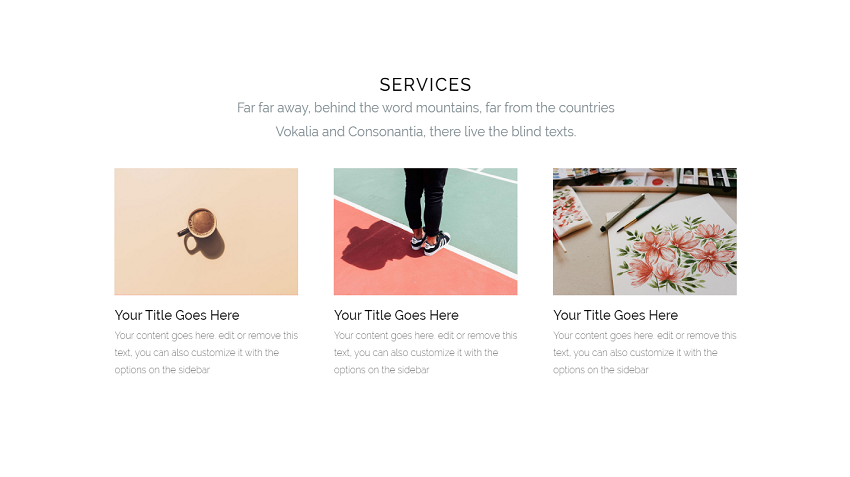 SERVICES
Far far away, behind the word mountains, far from the countries
Vokalia and Consonantia, there live the blind texts.
Your Title Goes Here
Your content goes here. edit or remove this
text, you can also customize it with the
options on the sidebar
Your Title Goes Here
Your content goes here. edit or remove this
text, you can also customize it with the
options on the sidebar
Your Title Goes Here
Your content goes here. edit or remove this
text, you can also customize it with the
options on the sidebar